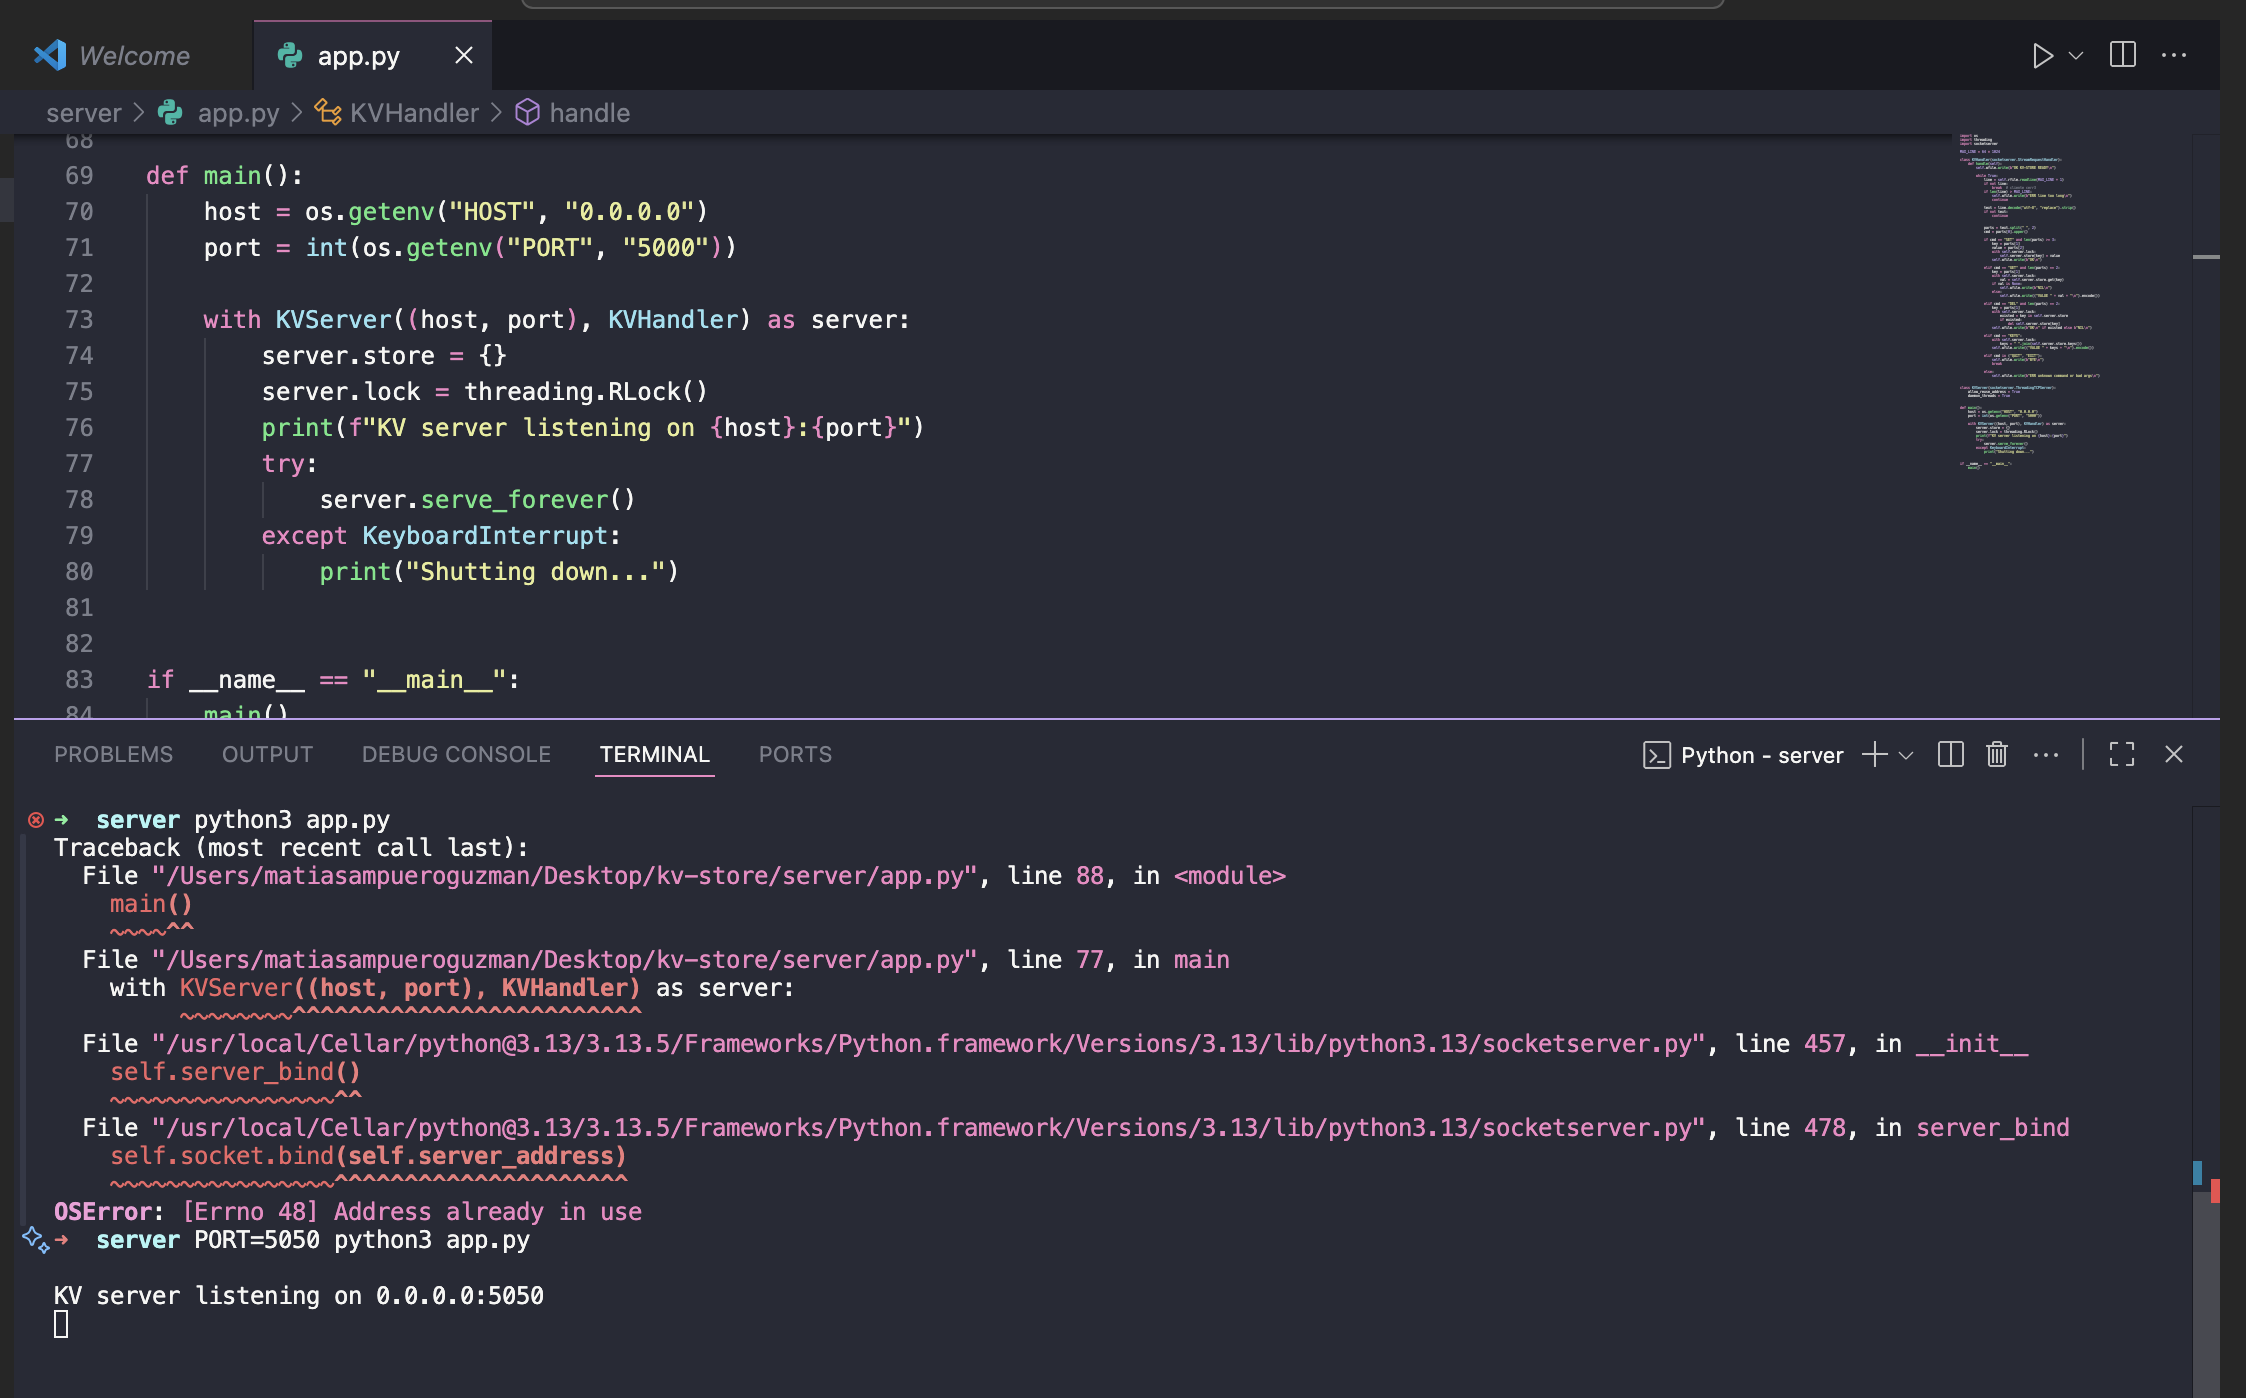 Welcome
app.py
server > app.py > KVHandler > handle
68
69 def main():
70     host = os.getenv("HOST", "0.0.0.0")
71     port = int(os.getenv("PORT", "5000"))
72
73     with KVServer((host, port), KVHandler) as server:
74         server.store = {}
75         server.lock = threading.RLock()
76         print(f"KV server listening on {host}:{port}")
77         try:
78             server.serve_forever()
79         except KeyboardInterrupt:
80             print("Shutting down...")
81
82
83 if __name__ == "__main__":
84     main()
PROBLEMS OUTPUT DEBUG CONSOLE TERMINAL PORTS Python - server
→ server python3 app.py
Traceback (most recent call last):
  File "/Users/matiasampueroguzman/Desktop/kv-store/server/app.py", line 88, in <module>
    main()
    ~~~~^^
  File "/Users/matiasampueroguzman/Desktop/kv-store/server/app.py", line 77, in main
    with KVServer((host, port), KVHandler) as server:
         ~~~~~~~~^^^^^^^^^^^^^^^^^^^^^^^^^
  File "/usr/local/Cellar/python@3.13/3.13.5/Frameworks/Python.framework/Versions/3.13/lib/python3.13/socketserver.py", line 457, in __init__
    self.server_bind()
    ~~~~~~~~~~~~~~~~^^
  File "/usr/local/Cellar/python@3.13/3.13.5/Frameworks/Python.framework/Versions/3.13/lib/python3.13/socketserver.py", line 478, in server_bind
    self.socket.bind(self.server_address)
    ~~~~~~~~~~~~~~~~^^^^^^^^^^^^^^^^^^^^^
OSError: [Errno 48] Address already in use
→ server PORT=5050 python3 app.py
KV server listening on 0.0.0.0:5050